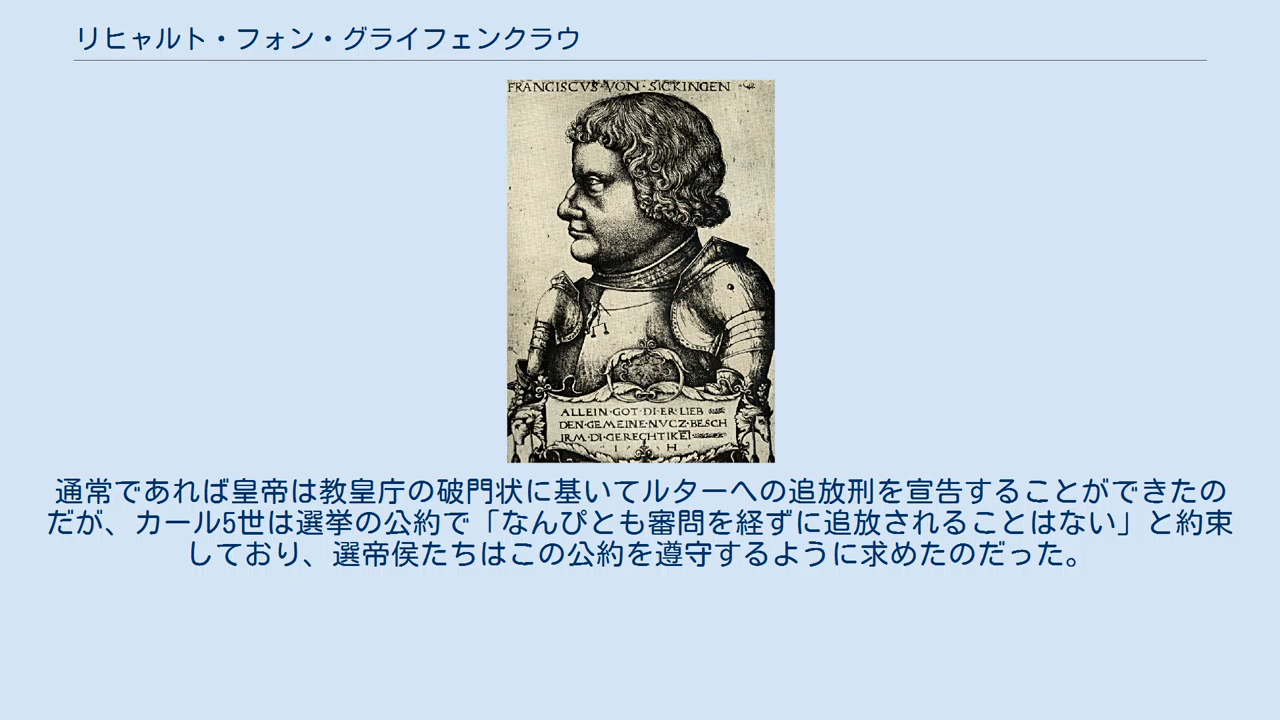 リヒャルト・フォン・グライフェンクラウ
FRANCISCVS·VON·SICKINGEN
ALLEIN·GOT·DI·ER·LIEB
DEN·GEMEINE·NVCZ·BESCH
IRM·DI·GERECHTIKEI
I H
通常であれば皇帝は教皇庁の破門状に基いてルターへの追放刑を宣告することができたの
だが、カール5世は選挙の公約で「なんぴとも審問を経ずに追放されることはない」と約束
しており、選帝侯たちはこの公約を遵守するように求めたのだった。